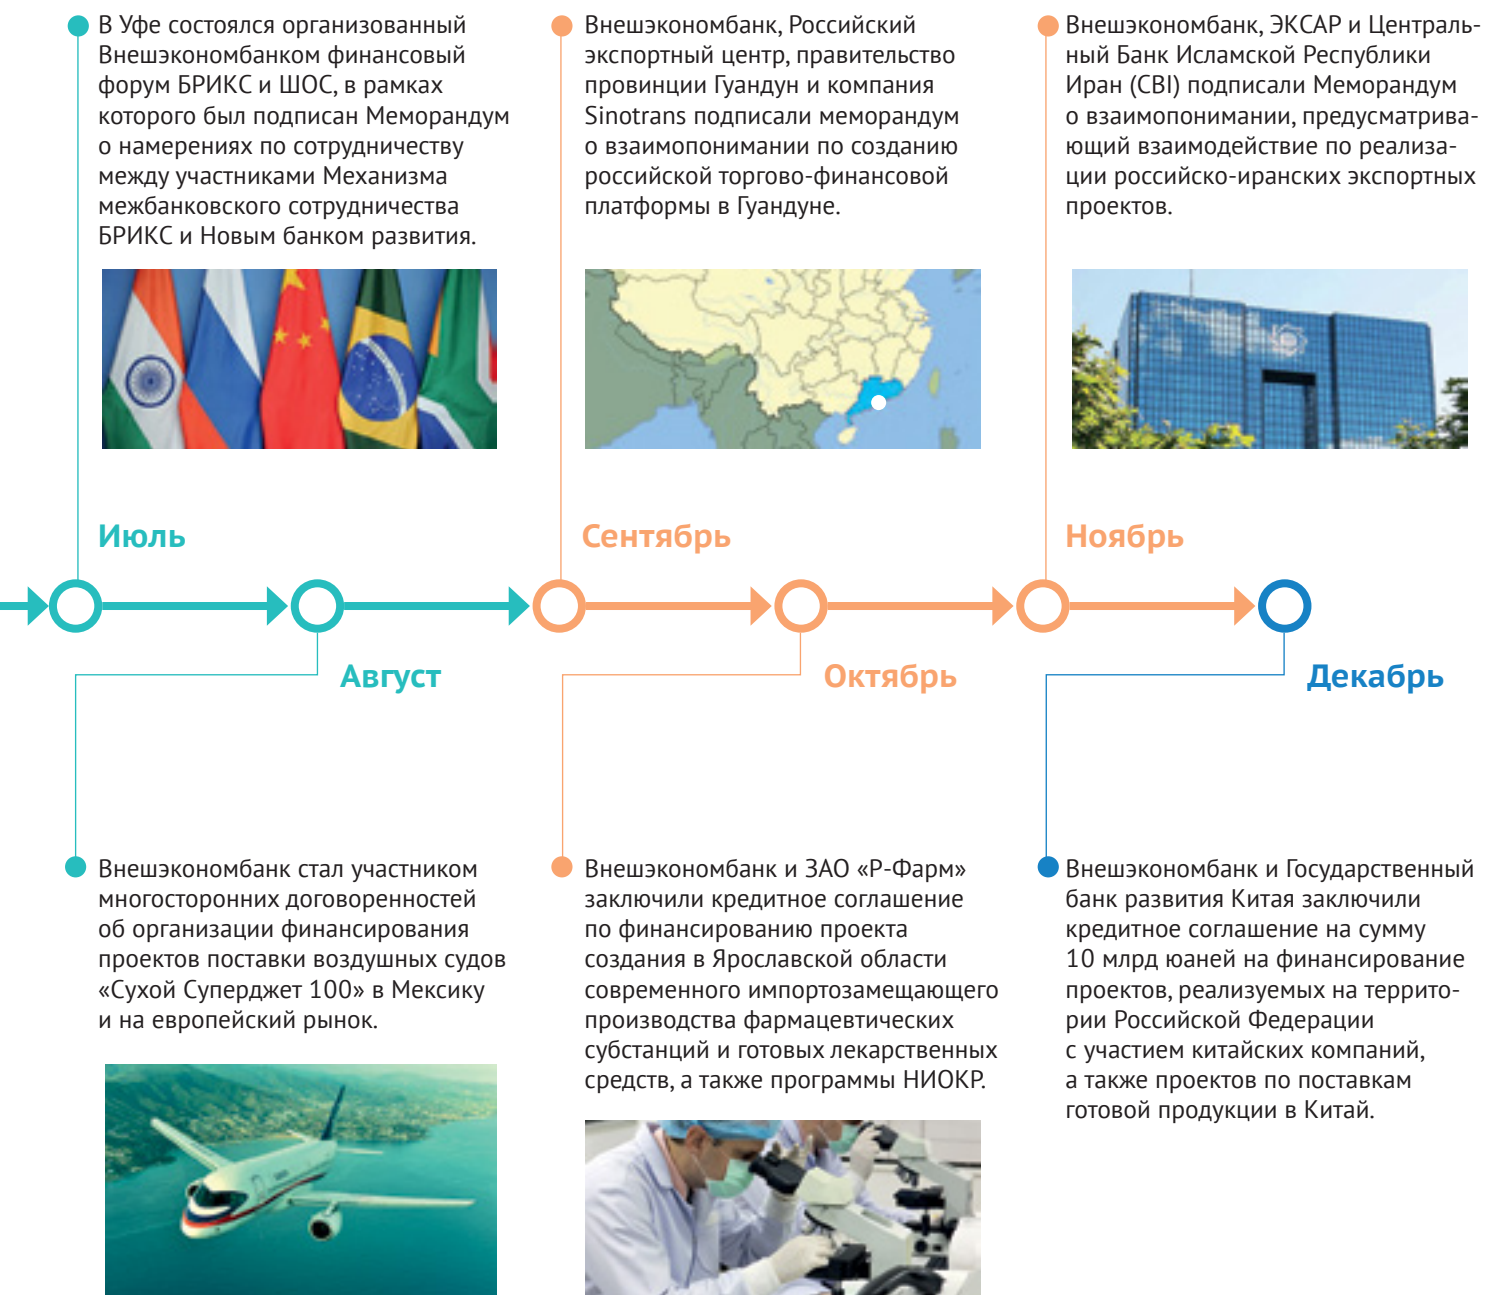 В Уфе состоялся организованный
Внешэкономбанком финансовый
форум БРИКС и ШОС, в рамках
которого был подписан Меморандум
о намерениях по сотрудничеству
между участниками Механизма
межбанковского сотрудничества
БРИКС и Новым банком развития.
Внешэкономбанк, Российский
экспортный центр, правительство
провинции Гуандун и компания
Sinotrans подписали меморандум
о взаимопонимании по созданию
российской торгово-финансовой
платформы в Гуандуне.
Внешэкономбанк, ЭКСАР и Централь-
ный Банк Исламской Республики
Иран (CBI) подписали Меморандум
о взаимопонимании, предусматрива-
ющий взаимодействие по реализа-
ции российско-иранских экспортных
проектов.
Июль
Сентябрь
Ноябрь
Август
Октябрь
Декабрь
Внешэкономбанк стал участником
многосторонних договоренностей
об организации финансирования
проектов поставки воздушных судов
«Сухой Суперджет 100» в Мексику
и на европейский рынок.
Внешэкономбанк и ЗАО «Р-Фарм»
заключили кредитное соглашение
по финансированию проекта
создания в Ярославской области
современного импортозамещающего
производства фармацевтических
субстанций и готовых лекарственных
средств, а также программы НИОКР.
Внешэкономбанк и Государственный
банк развития Китая заключили
кредитное соглашение на сумму
10 млрд юаней на финансирование
проектов, реализуемых на террито-
рии Российской Федерации
с участием китайских компаний,
а также проектов по поставкам
готовой продукции в Китай.